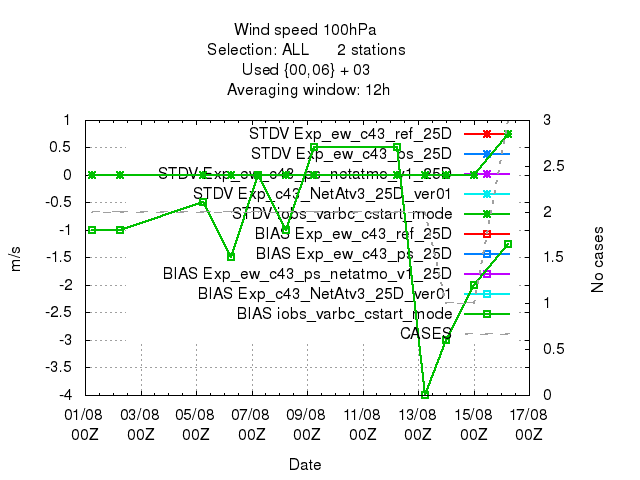 Wind speed 100hPa
Selection: ALL 2 stations
Used {00,06} + 03
Averaging window: 12h
STDV Exp_ew_c43_ref_25D
STDV Exp_ew_c43_ps_25D
STDV Exp_ew_c43_ps_netatmo_v1_25D
STDV Exp_c43_NetAtv3_25D_ver01
STDV iobs_varbc_cstart_mode
BIAS Exp_ew_c43_ref_25D
BIAS Exp_ew_c43_ps_25D
BIAS Exp_ew_c43_ps_netatmo_v1_25D
BIAS Exp_c43_NetAtv3_25D_ver01
BIAS iobs_varbc_cstart_mode
CASES
1
0.5
0
-0.5
-1
-1.5
-2
-2.5
-3
-3.5
-4
m/s
3
2.5
2
1.5
1
0.5
0
No cases
01/08 03/08 05/08 07/08 09/08 11/08 13/08 15/08 17/08
00Z 00Z 00Z 00Z 00Z 00Z 00Z 00Z 00Z
Date